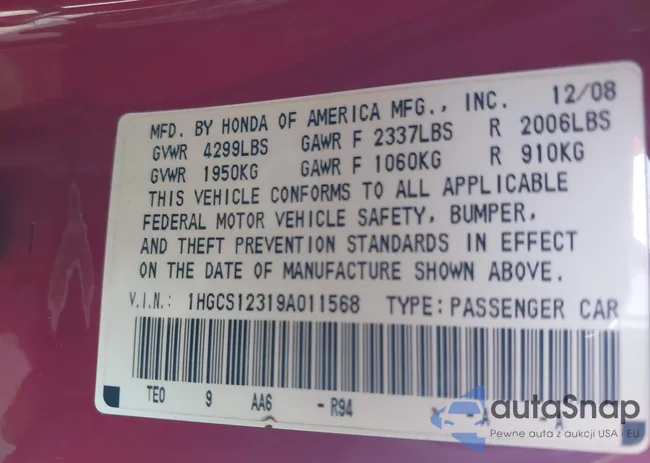 MFD. BY HONDA OF AMERICA MFG., INC. 12/08
GVWR 4299LBS GAWR F 2337LBS R 2006LBS
GVWR 1950KG GAWR F 1060KG R 910KG
THIS VEHICLE CONFORMS TO ALL APPLICABLE
FEDERAL MOTOR VEHICLE SAFETY, BUMPER,
AND THEFT PREVENTION STANDARDS IN EFFECT
ON THE DATE OF MANUFACTURE SHOWN ABOVE.
V.I.N.: 1HGCS12319A011568 TYPE: PASSENGER CAR
TE0 9 AA6 -R94 -A
autaSnap
Pewne auta z aukcji USA i EU